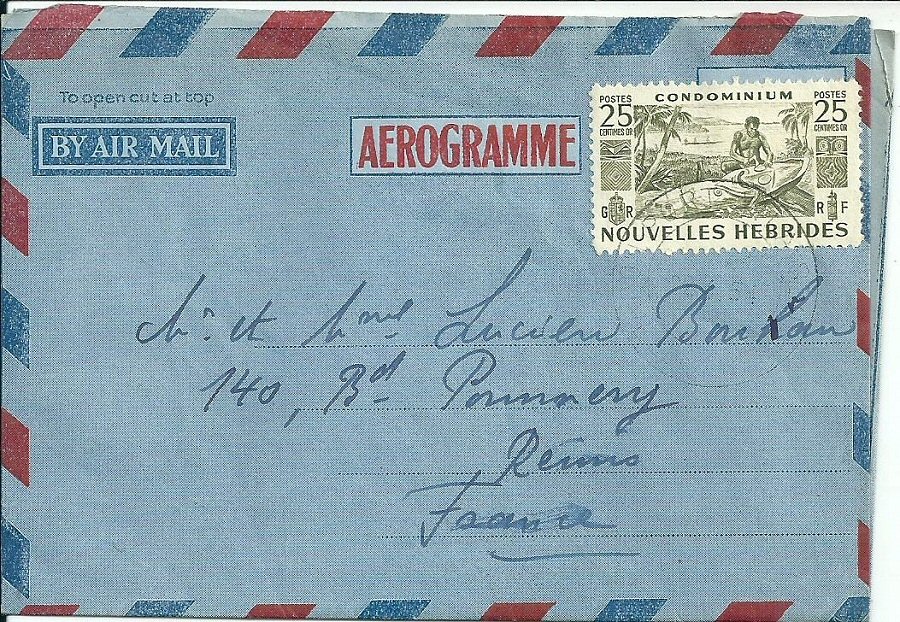 To open cut at top
BY AIR MAIL
AEROGRAMME
POSTES CONDOMINIUM POSTES
25 25
CENTIMES OR CENTIMES OR
G R R F
NOUVELLES HEBRIDES
Mr et Mme Lucien
140, Bd Pommery
Reims
France